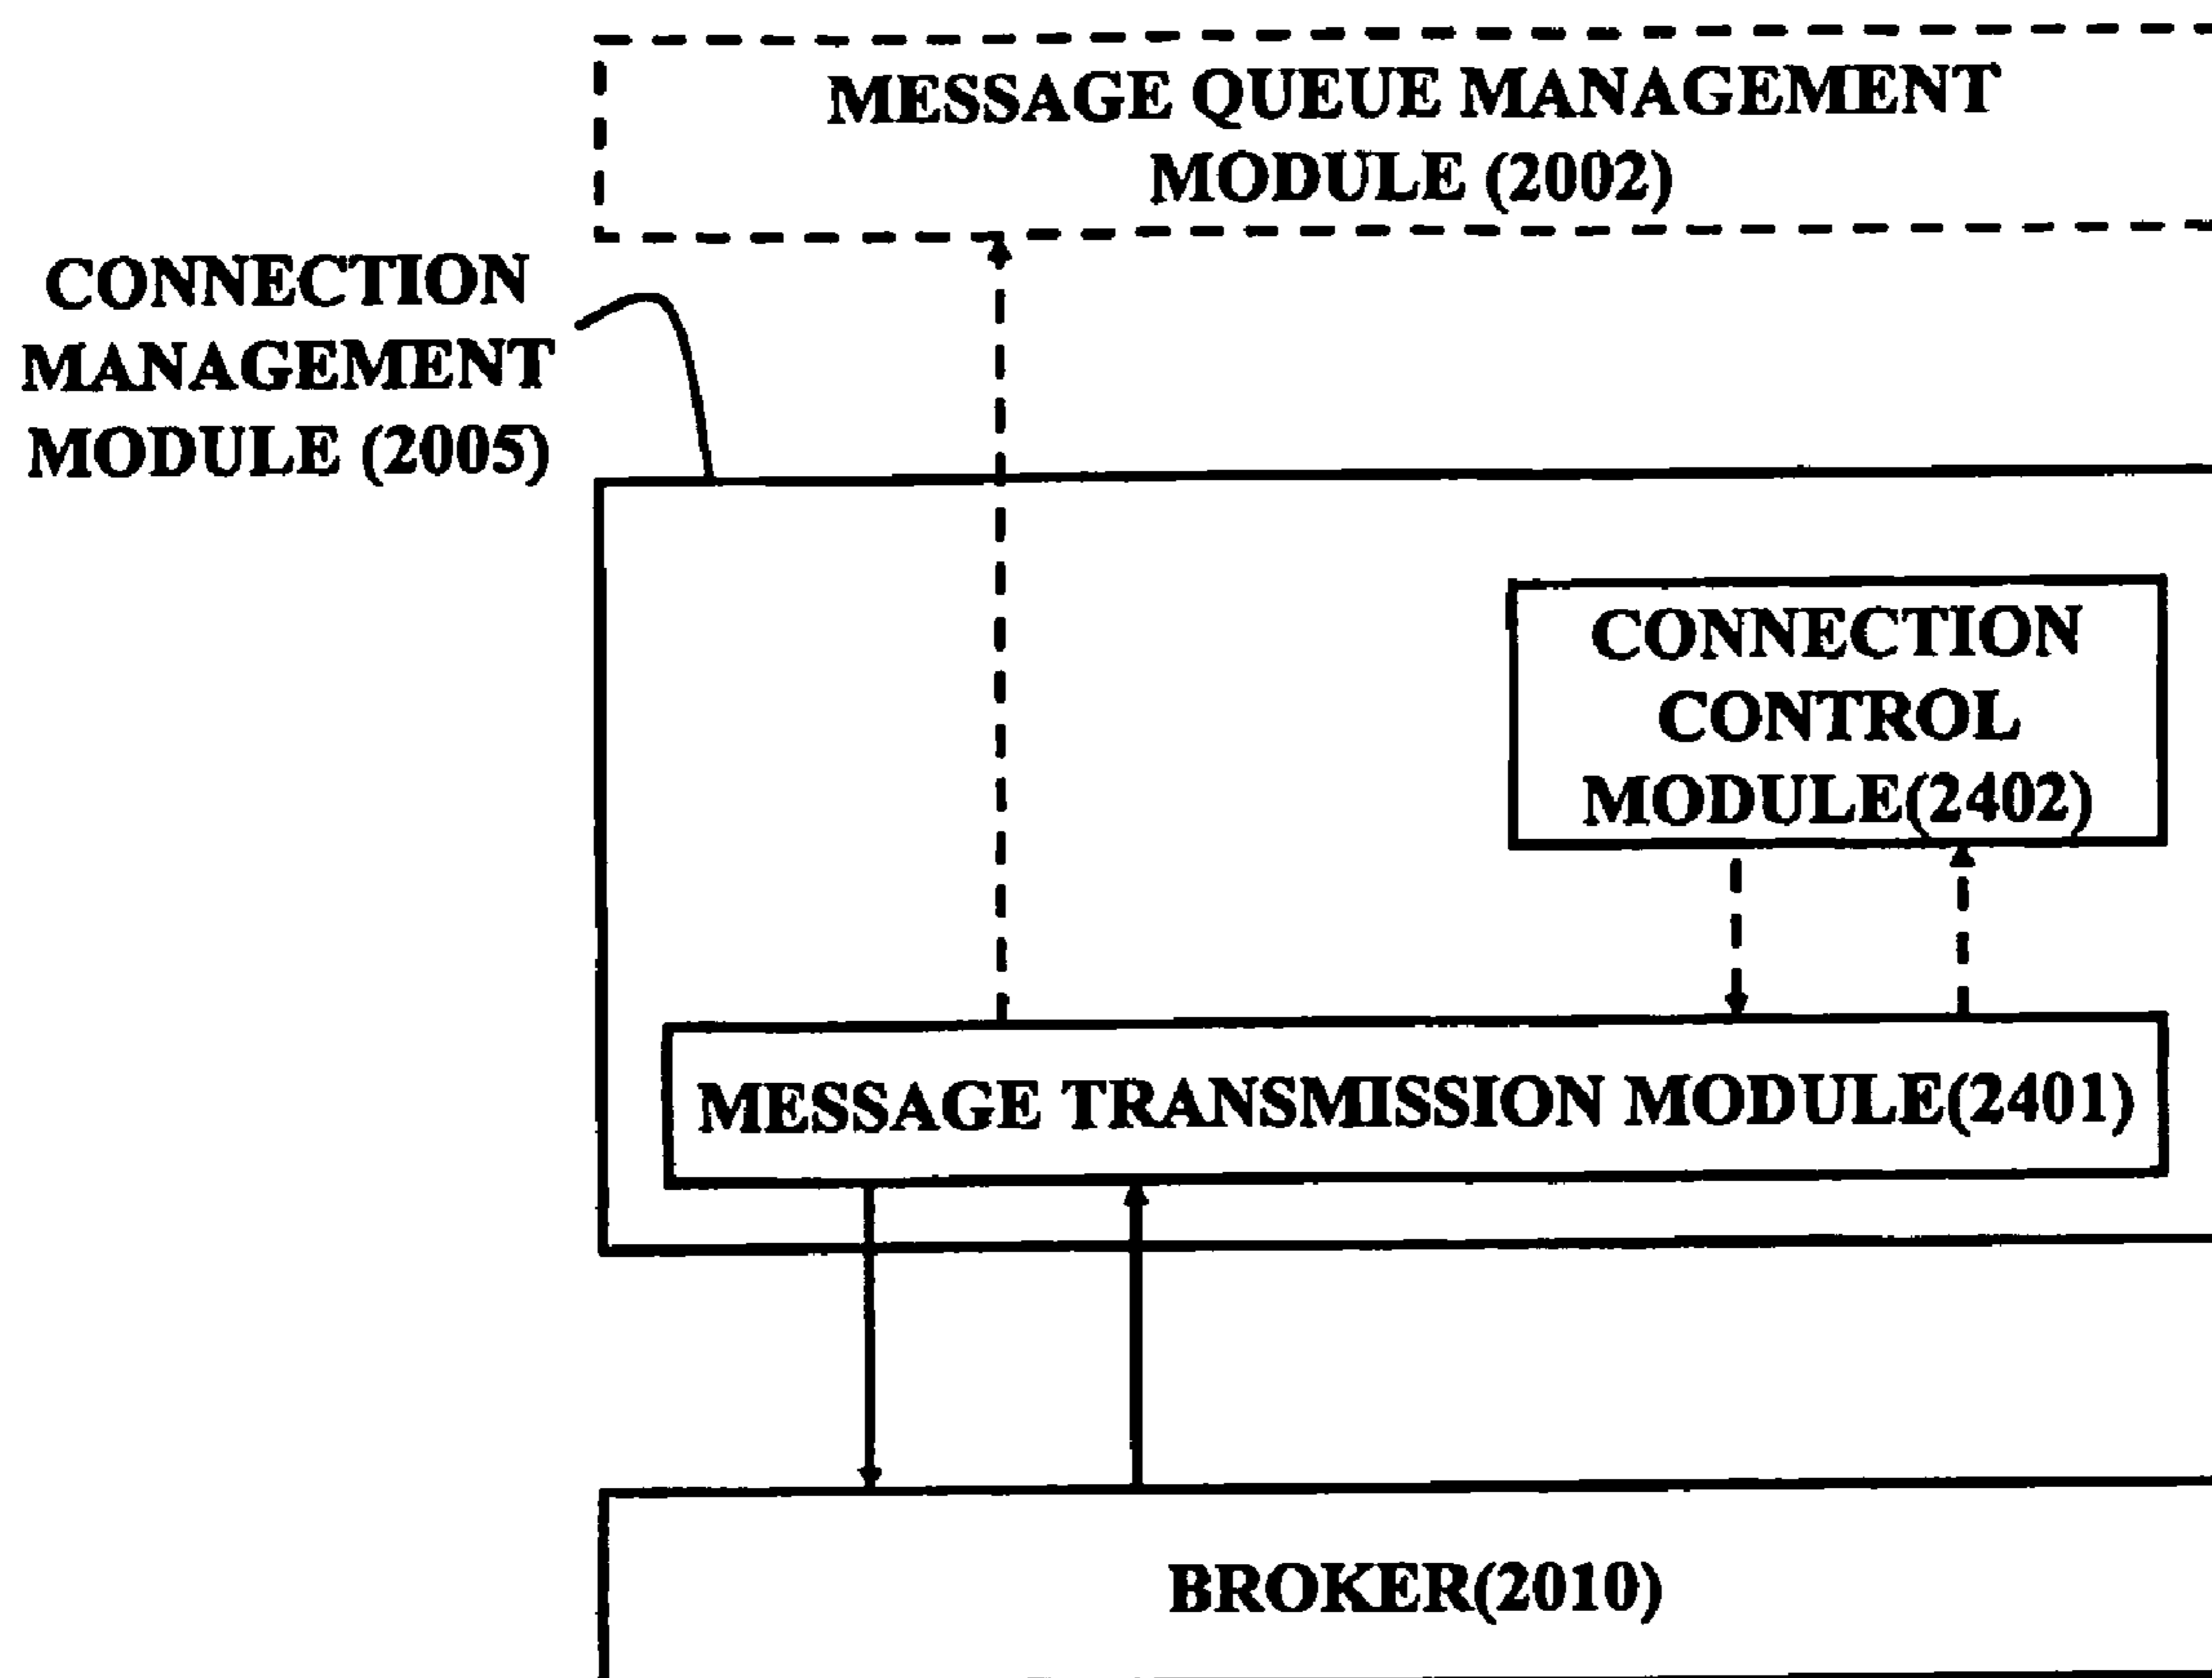 MESSAGE QUEUE MANAGEMENT
MODULE (2002)
CONNECTION
MANAGEMENT
MODULE (2005)
CONNECTION
CONTROL
MODULE(2402)
MESSAGE TRANSMISSION MODULE(2401)
BROKER(2010)